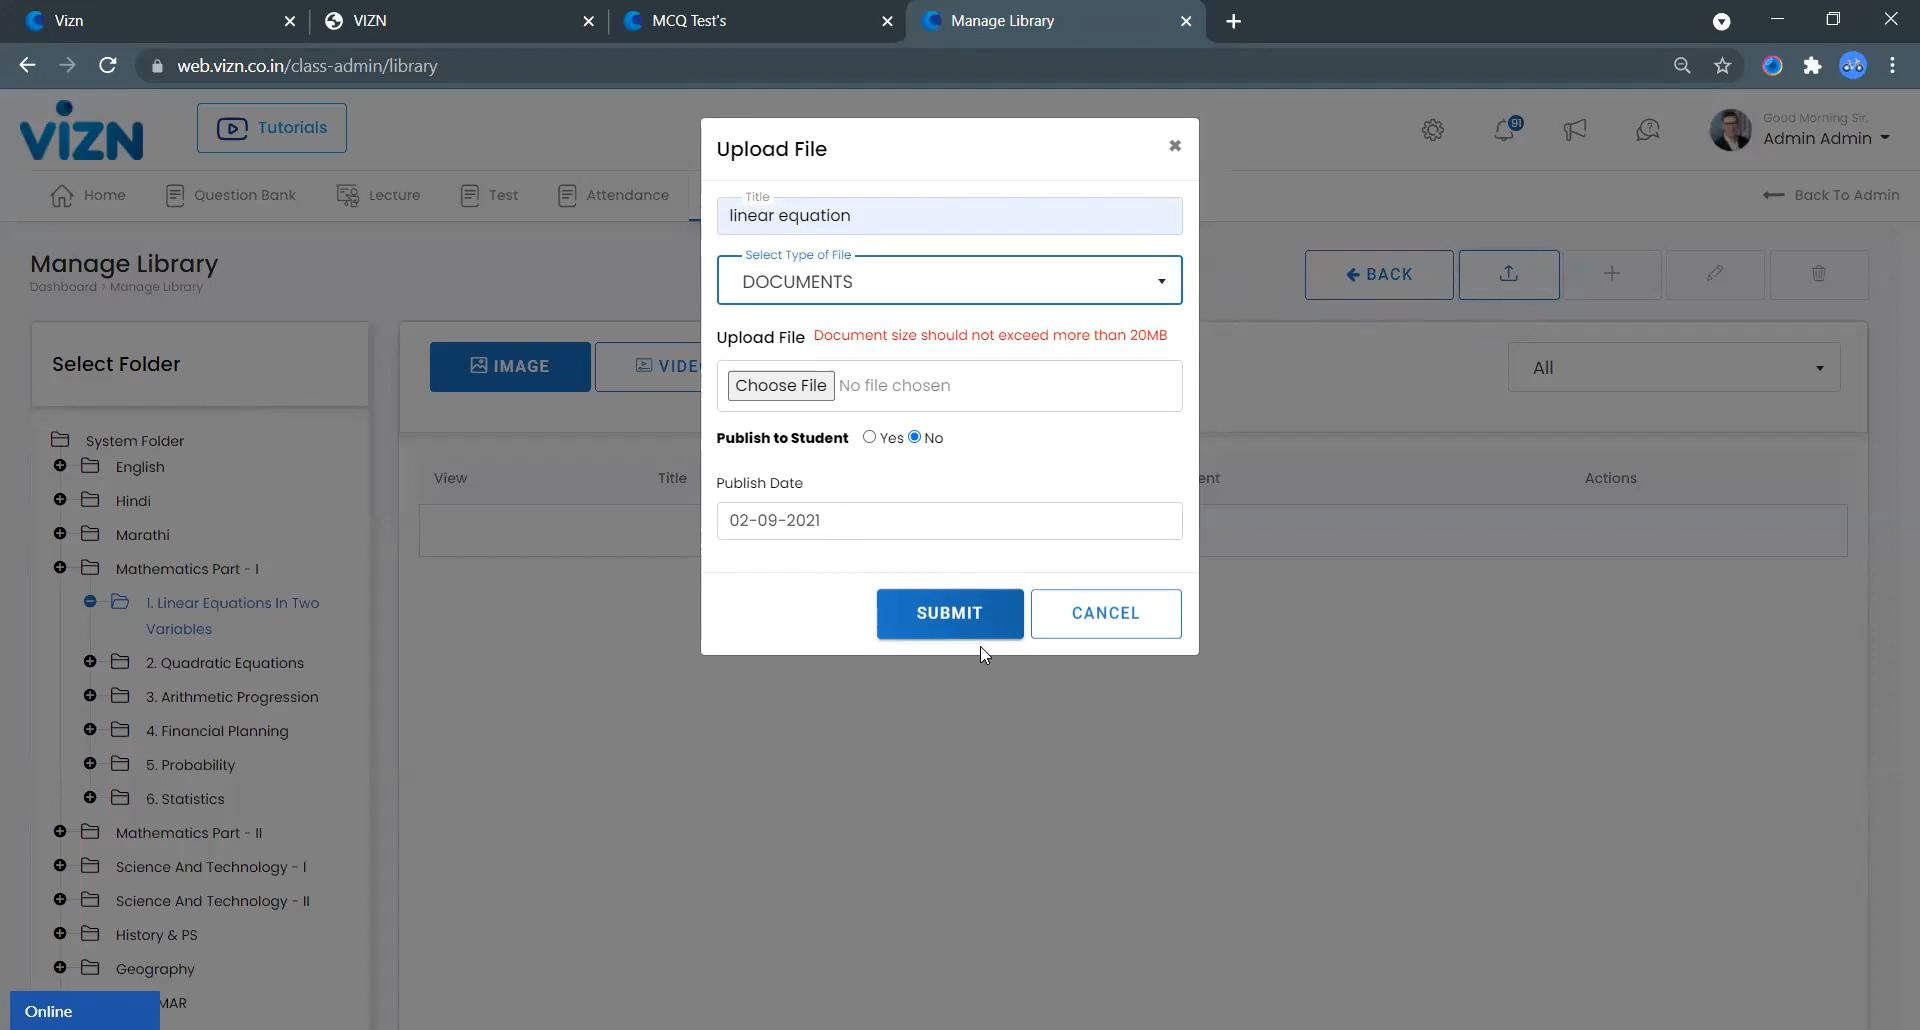 Vizn
VIZN
MCQ Test's
Manage Library
web.vizn.co.in/class-admin/library
VIZN
Tutorials
91
Good Morning Sir,
Admin Admin
Home
Question Bank
Lecture
Test
Attendance
Back To Admin
Manage Library
Dashboard > Manage Library
BACK
Select Folder
System Folder
English
Hindi
Marathi
Mathematics Part - I
1. Linear Equations In Two
Variables
2. Quadratic Equations
3. Arithmetic Progression
4. Financial Planning
5. Probability
6. Statistics
Mathematics Part - II
Science And Technology - I
Science And Technology - II
History & PS
Geography
MAR
Online
IMAGE
VIDE
All
View
Title
ent
Actions
Upload File
Title
linear equation
Select Type of File
DOCUMENTS
Upload File Document size should not exceed more than 20MB
Choose File No file chosen
Publish to Student Yes No
Publish Date
02-09-2021
SUBMIT
CANCEL